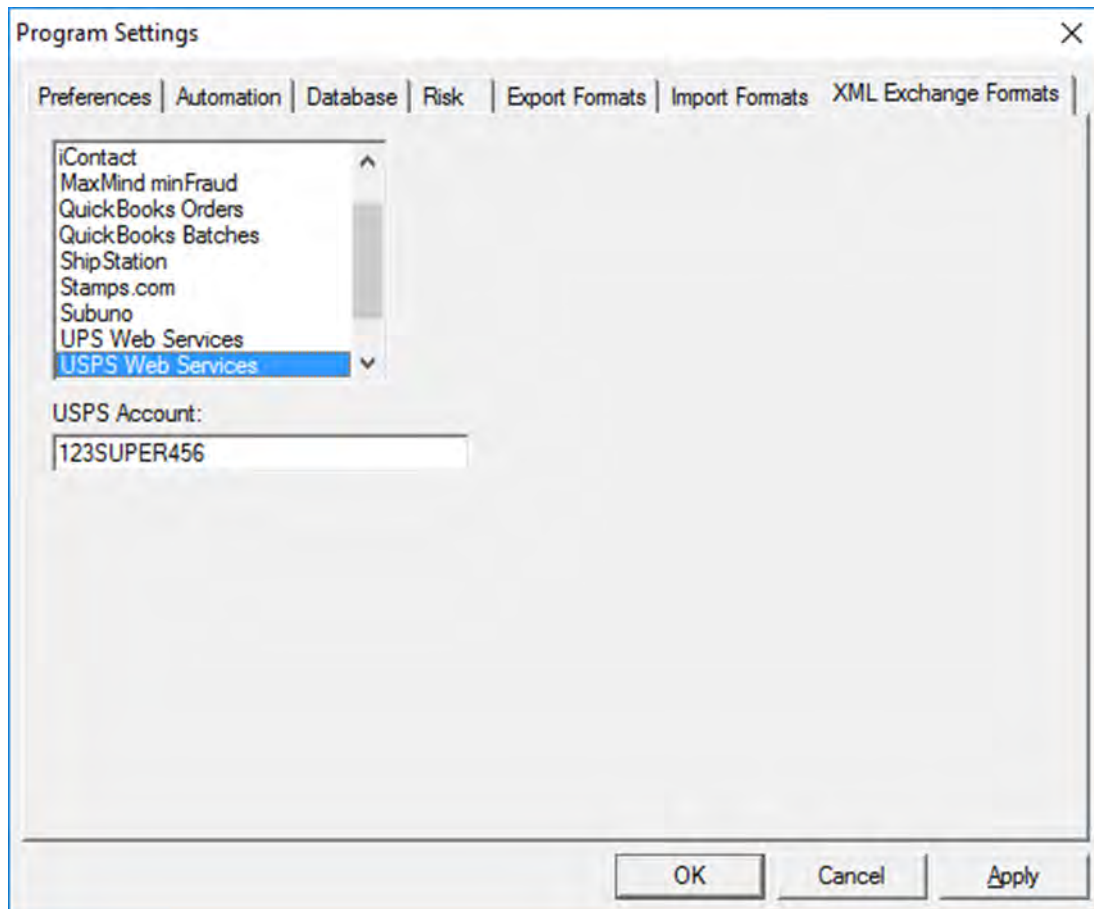 Program Settings
Preferences Automation Database Risk Export Formats Import Formats XML Exchange Formats
iContact
MaxMind minFraud
QuickBooks Orders
QuickBooks Batches
ShipStation
Stamps.com
Subuno
UPS Web Services
USPS Web Services
USPS Account:
123SUPER456
OK Cancel Apply